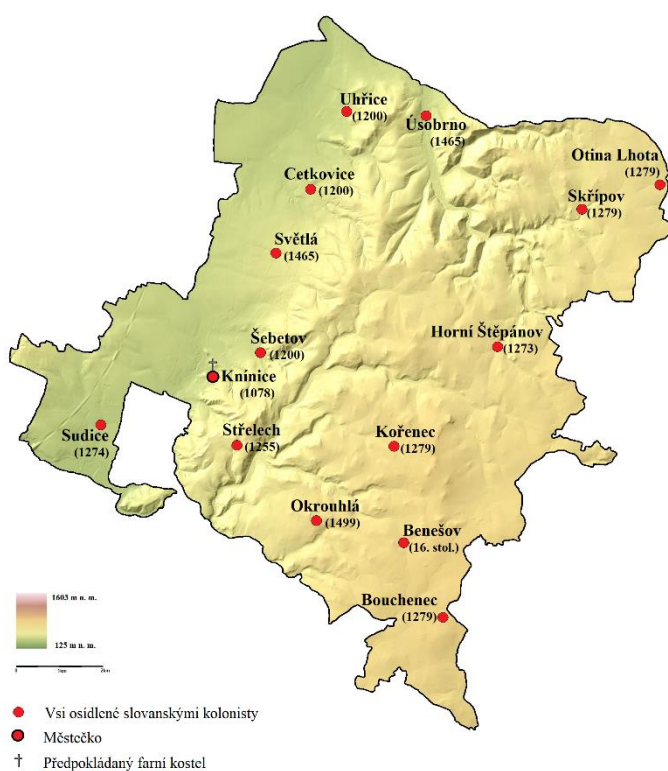 Uhřice
(1200)
Úsobrno
(1465)
Otina Lhota
(1279)
Cetkovice
(1200)
Skřípov
(1279)
Světlá
(1465)
Horní Štěpánov
(1273)
Šebetov
(1200)
Knínice
(1078)
Sudice
(1274)
Střelech
(1255)
Kořenec
(1279)
Okrouhlá
(1499)
Benešov
(16. stol.)
Bouchenec
(1279)
1603 m n. m.
125 m n. m.
Vsi osídlené slovanskými kolonisty
Městečko
† Předpokládaný farní kostel